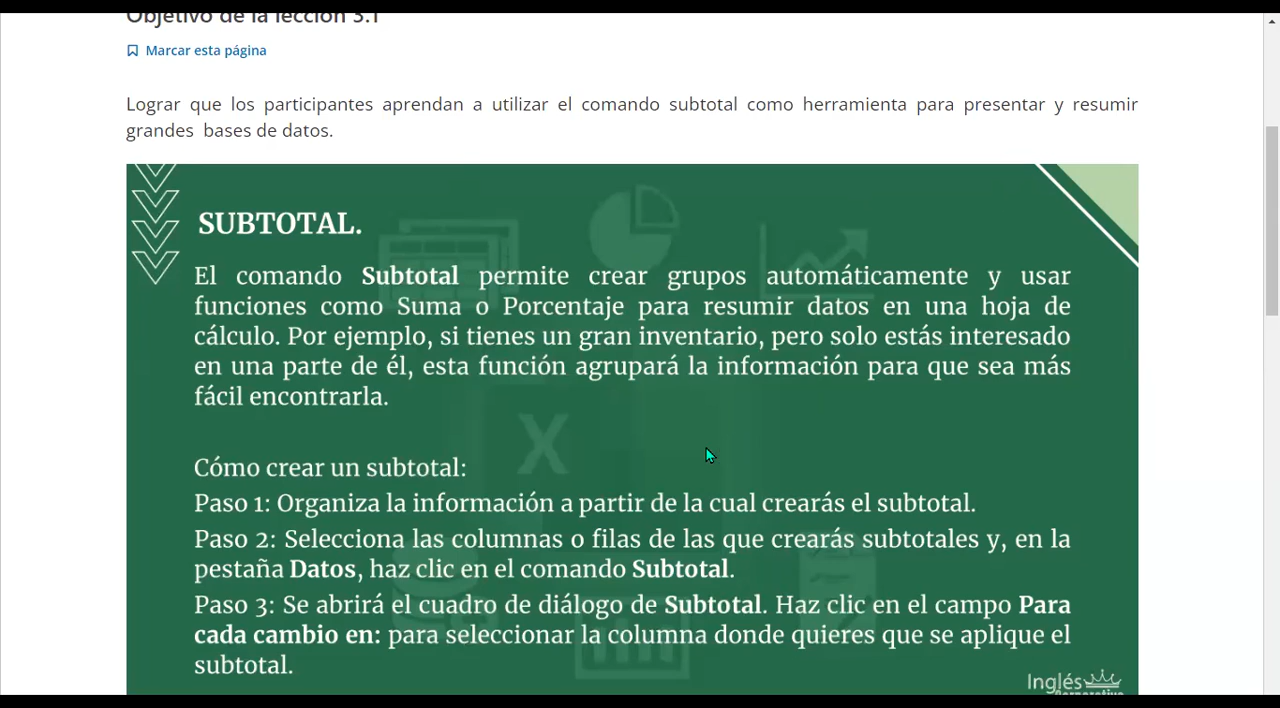 Objetivo de la lección 3.1
Marcar esta página
Lograr que los participantes aprendan a utilizar el comando subtotal como herramienta para presentar y resumir
grandes bases de datos.
SUBTOTAL.
El comando Subtotal permite crear grupos automáticamente y usar
funciones como Suma o Porcentaje para resumir datos en una hoja de
cálculo. Por ejemplo, si tienes un gran inventario, pero solo estás interesado
en una parte de él, esta función agrupará la información para que sea más
fácil encontrarla.
X
Cómo crear un subtotal:
Paso 1: Organiza la información a partir de la cual crearás el subtotal.
Paso 2: Selecciona las columnas o filas de las que crearás subtotales y, en la
pestaña Datos, haz clic en el comando Subtotal.
Paso 3: Se abrirá el cuadro de diálogo de Subtotal. Haz clic en el campo Para
cada cambio en: para seleccionar la columna donde quieres que se aplique el
subtotal.
Inglés